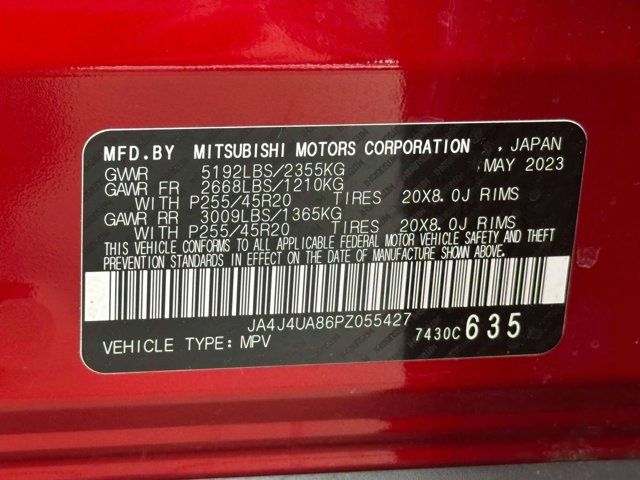 MFD.BY MITSUBISHI MOTORS CORPORATION , JAPAN
GVWR 5192LBS/2355KG MAY 2023
GAWR FR 2668LBS/1210KG
WITH P255/45R20 TIRES 20X8.0J RIMS
GAWR RR 3009LBS/1365KG
WITH P255/45R20 TIRES 20X8.0J RIMS
THIS VEHICLE CONFORMS TO ALL APPLICABLE FEDERAL MOTOR VEHICLE SAFETY AND THEFT
PREVENTION STANDARDS IN EFFECT ON THE DATE OF MANUFACTURE SHOWN ABOVE.
JA4J4UA86PZ055427
VEHICLE TYPE: MPV 7430C 635